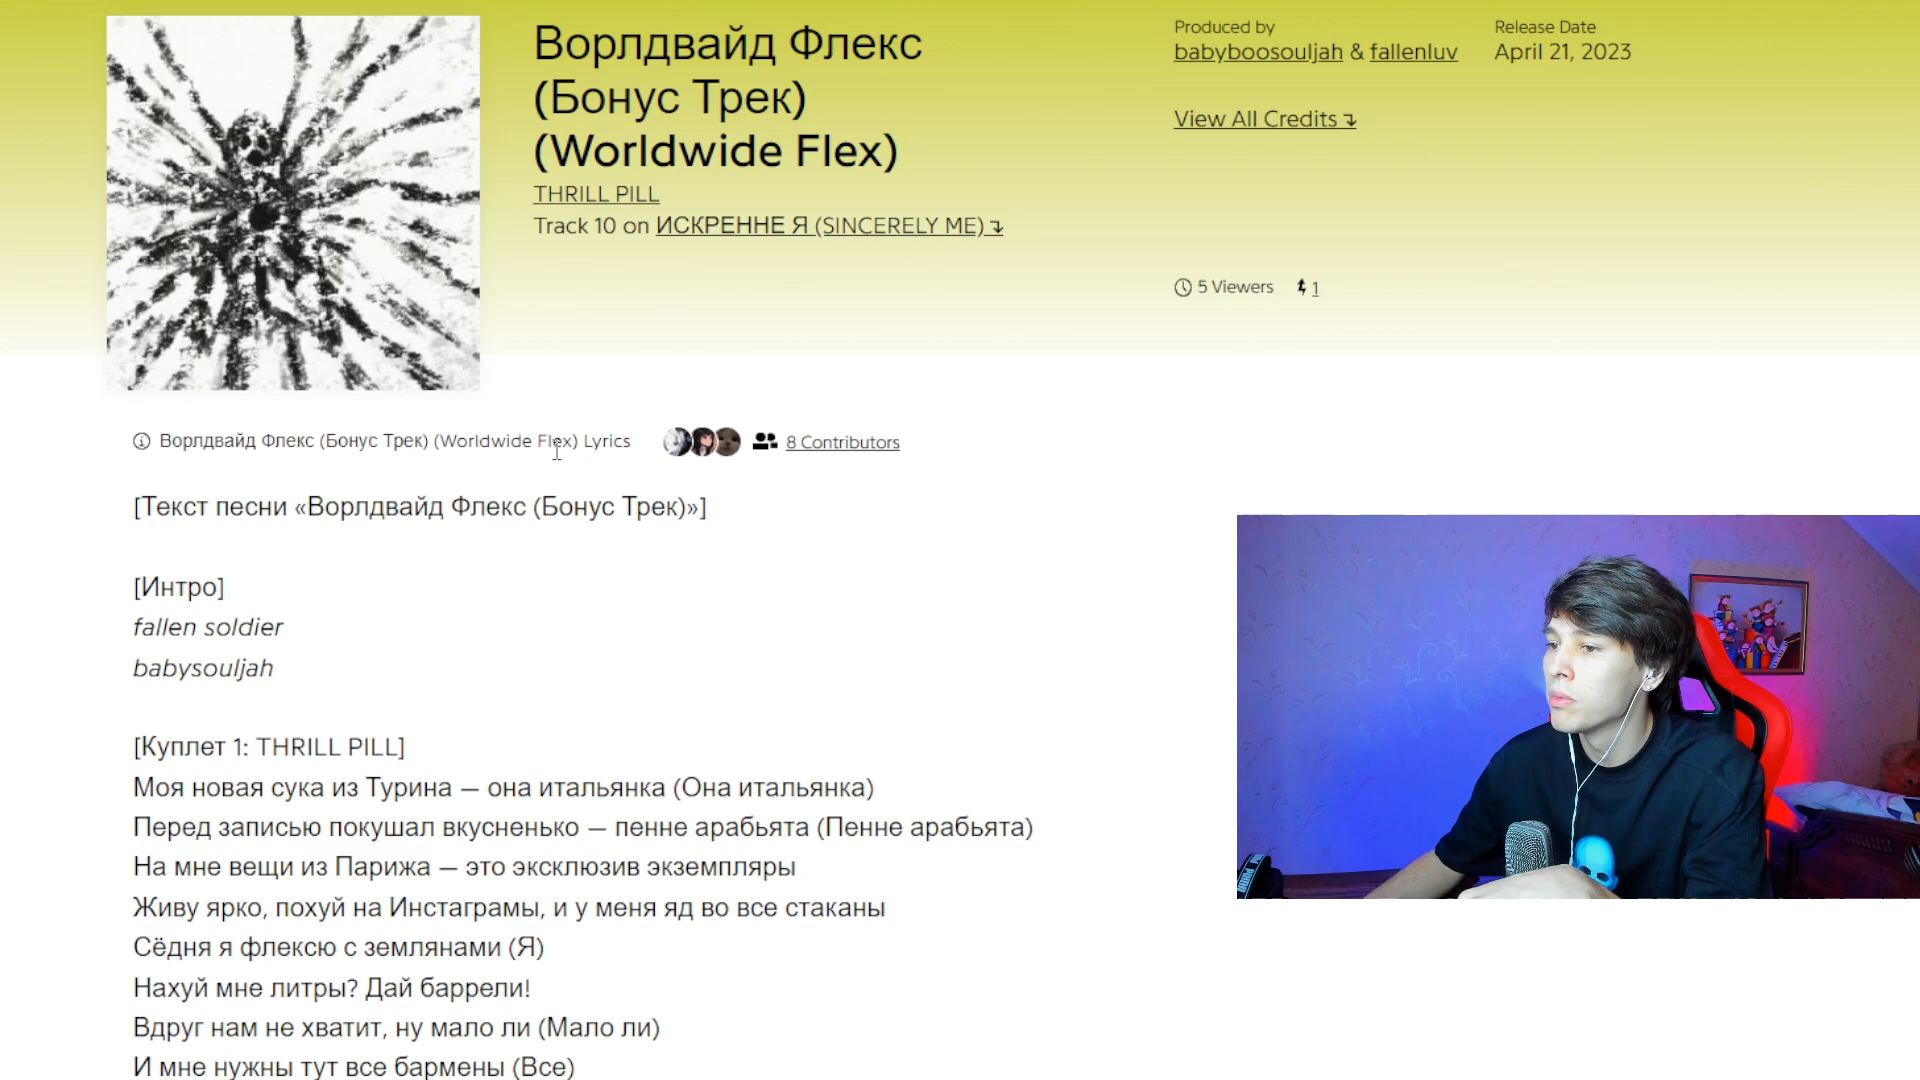 Ворлдвайд Флекс
(Бонус Трек)
(Worldwide Flex)
THRILL PILL
Track 10 on ИСКРЕННЕ Я (SINCERELY ME)
Produced by
babyboosouljah & fallenluv
Release Date
April 21, 2023
View All Credits
5 Viewers
1
Ворлдвайд Флекс (Бонус Трек) (Worldwide Flex) Lyrics
8 Contributors
[Текст песни «Ворлдвайд Флекс (Бонус Трек)»]
[Интро]
fallen soldier
babysouljah
[Куплет 1: THRILL PILL]
Моя новая сука из Турина — она итальянка (Она итальянка)
Перед записью покушал вкусненько — пенне арабьята (Пенне арабьята)
На мне вещи из Парижа — это эксклюзив экземпляры
Живу ярко, похуй на Инстаграмы, и у меня яд во все стаканы
Сёдня я флексю с землянами (Я)
Нахуй мне литры? Дай баррели!
Вдруг нам не хватит, ну мало ли (Мало ли)
И мне нужны тут все бармены (Все)